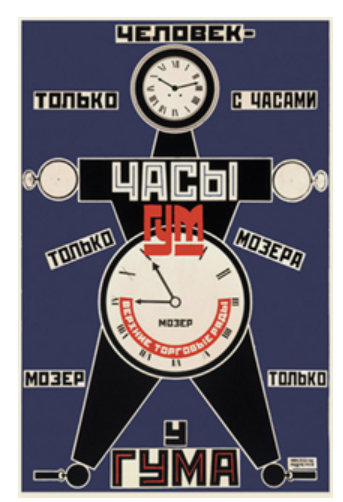 ЧЕЛОВЕК-
ТОЛЬКО С ЧАСАМИ
ЧАСЫ
ГУМ
ТОЛЬКО МОЗЕРА
МОЗЕР
ВЕРХНИЕ ТОРГОВЫЕ РЯДЫ
МОЗЕР ТОЛЬКО
У
ГУМА